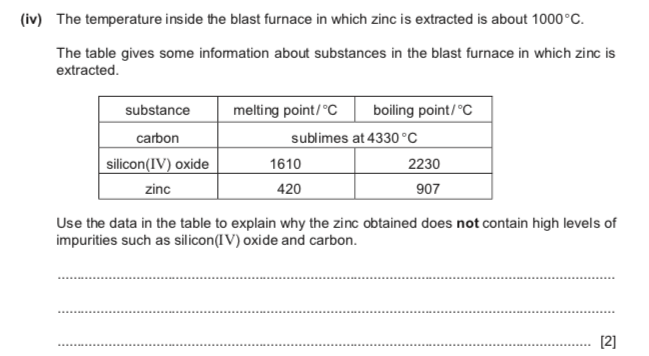 (iv) The temperature inside the blast furnace in which zinc is extracted is about 1000°C.
The table gives some information about substances in the blast furnace in which zinc is
extracted.
substance melting point/°C boiling point/°C
carbon sublimes at 4330°C
silicon(IV) oxide 1610 2230
zinc 420 907
Use the data in the table to explain why the zinc obtained does not contain high levels of
impurities such as silicon(IV) oxide and carbon.
[2]